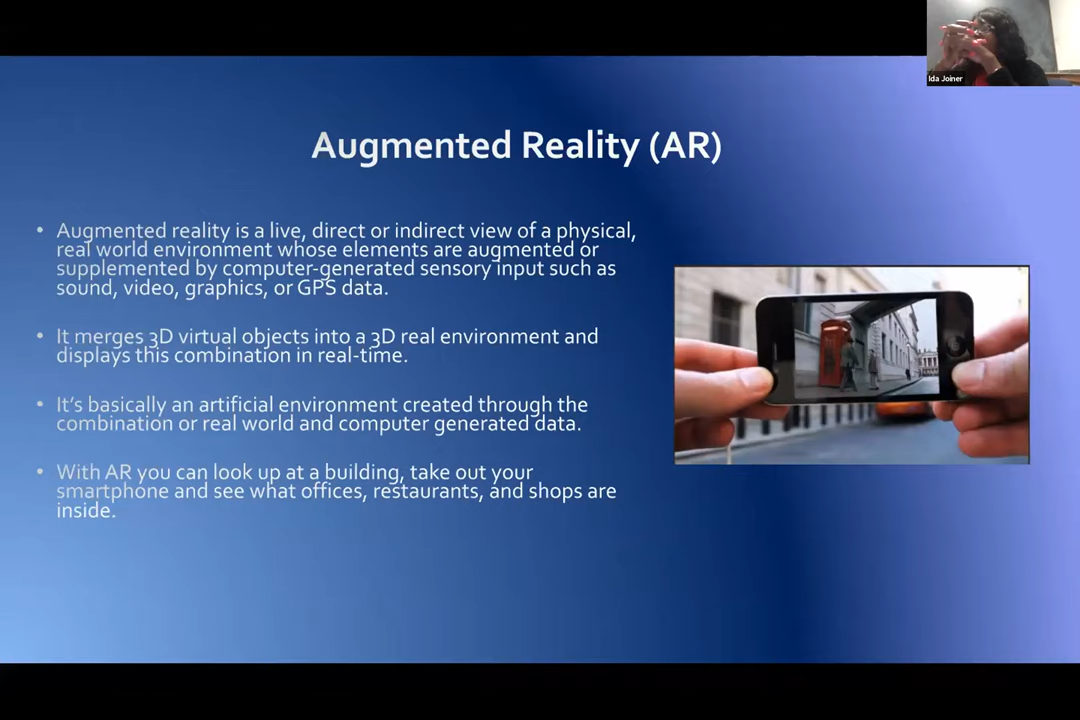 Ida Joiner
Augmented Reality (AR)
• Augmented reality is a live, direct or indirect view of a physical,
real world environment whose elements are augmented or
supplemented by computer-generated sensory input such as
sound, video, graphics, or GPS data.
• It merges 3D virtual objects into a 3D real environment and
displays this combination in real-time.
• It's basically an artificial environment created through the
combination or real world and computer generated data.
• With AR you can look up at a building, take out your
smartphone and see what offices, restaurants, and shops are
inside.